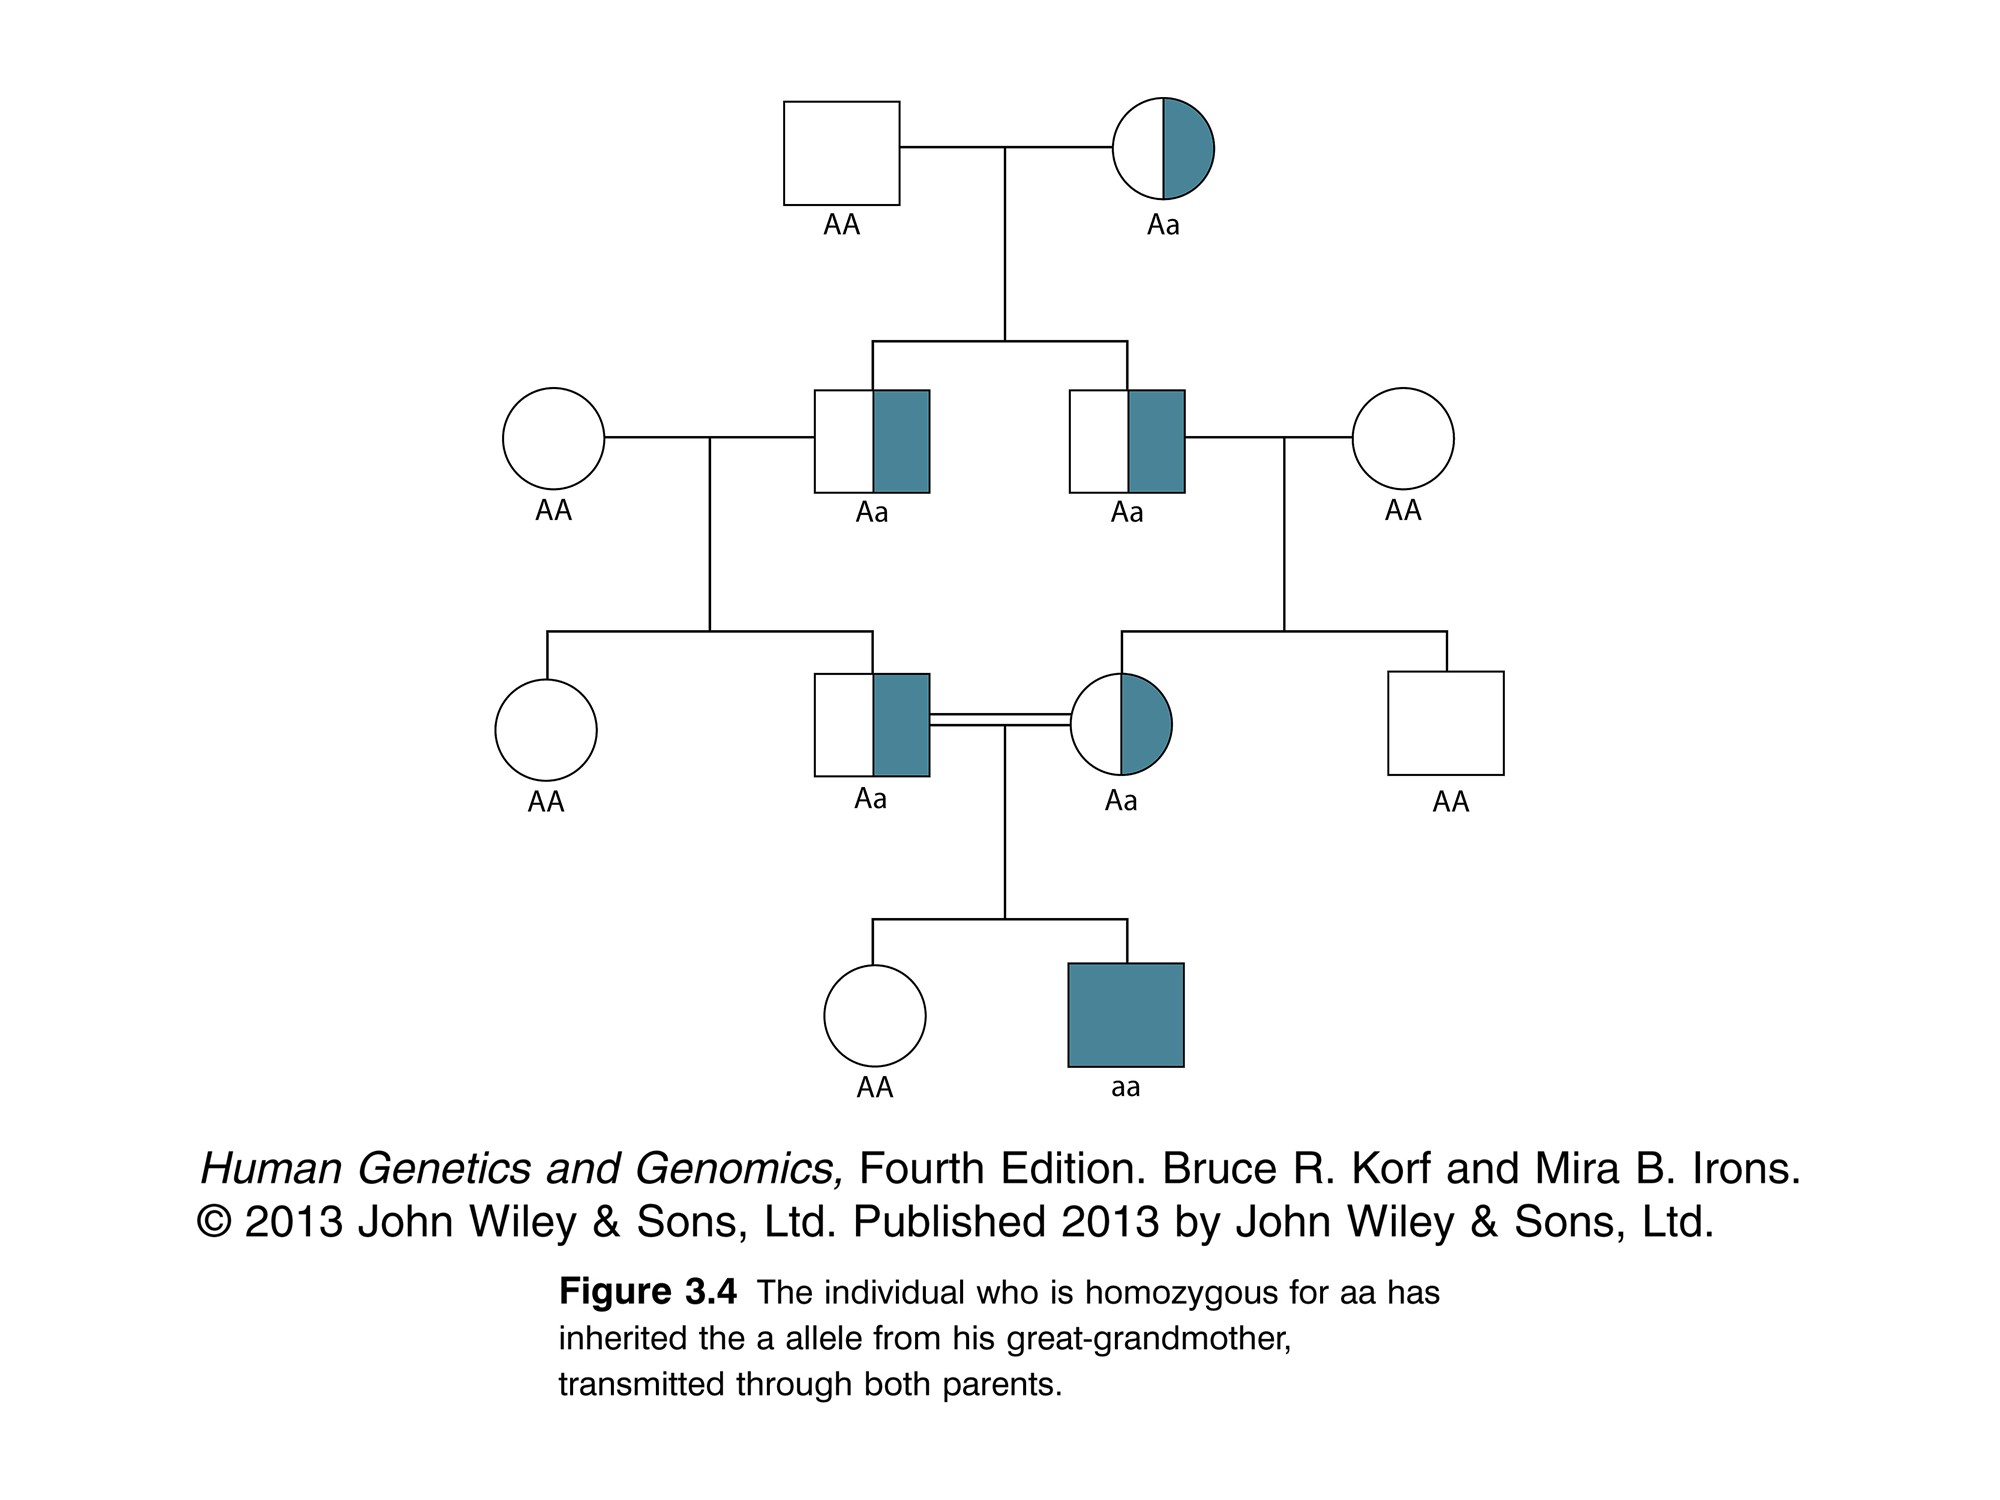 AA
Aa
AA
Aa
Aa
AA
AA
Aa
Aa
AA
AA
aa
Human Genetics and Genomics, Fourth Edition. Bruce R. Korf and Mira B. Irons.
© 2013 John Wiley & Sons, Ltd. Published 2013 by John Wiley & Sons, Ltd.
Figure 3.4 The individual who is homozygous for aa has
inherited the a allele from his great-grandmother,
transmitted through both parents.